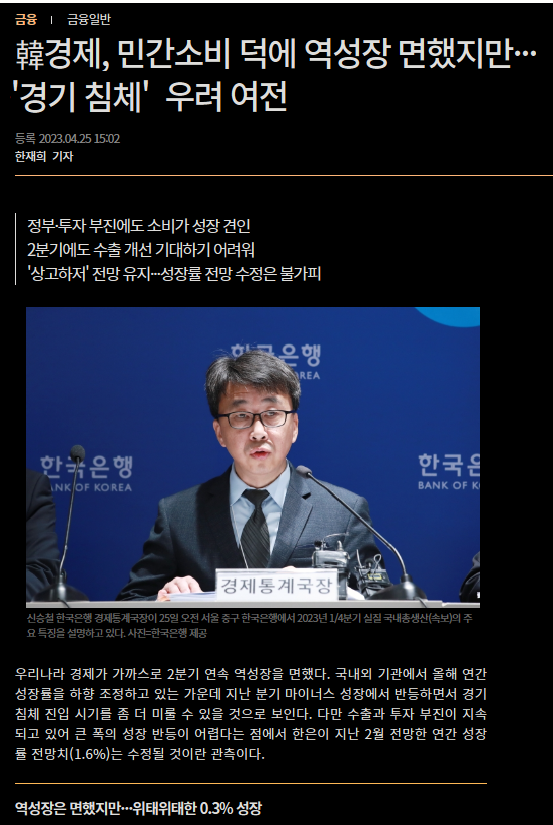 금융 | 금융일반
韓경제, 민간소비 덕에 역성장 면했지만…
'경기 침체' 우려 여전
등록 2023.04.25 15:02
한재희 기자
정부·투자 부진에도 소비가 성장 견인
2분기에도 수출 개선 기대하기 어려워
'상고하저' 전망 유지…성장률 전망 수정은 불가피
한국은행
BANK OF KOREA
한국은행
BANK OF KOREA
경제통계국장
신승철 한국은행 경제통계국장이 25일 오전 서울 중구 한국은행에서 2023년 1/4분기 실질 국내총생산(속보)의 주
요 특징을 설명하고 있다. 사진=한국은행 제공
우리나라 경제가 가까스로 2분기 연속 역성장을 면했다. 국내외 기관에서 올해 연간
성장률을 하향 조정하고 있는 가운데 지난 분기 마이너스 성장에서 반등하면서 경기
침체 진입 시기를 좀 더 미룰 수 있을 것으로 보인다. 다만 수출과 투자 부진이 지속
되고 있어 큰 폭의 성장 반등이 어렵다는 점에서 한은이 지난 2월 전망한 연간 성장
률 전망치(1.6%)는 수정될 것이란 관측이다.
역성장은 면했지만…위태위태한 0.3% 성장